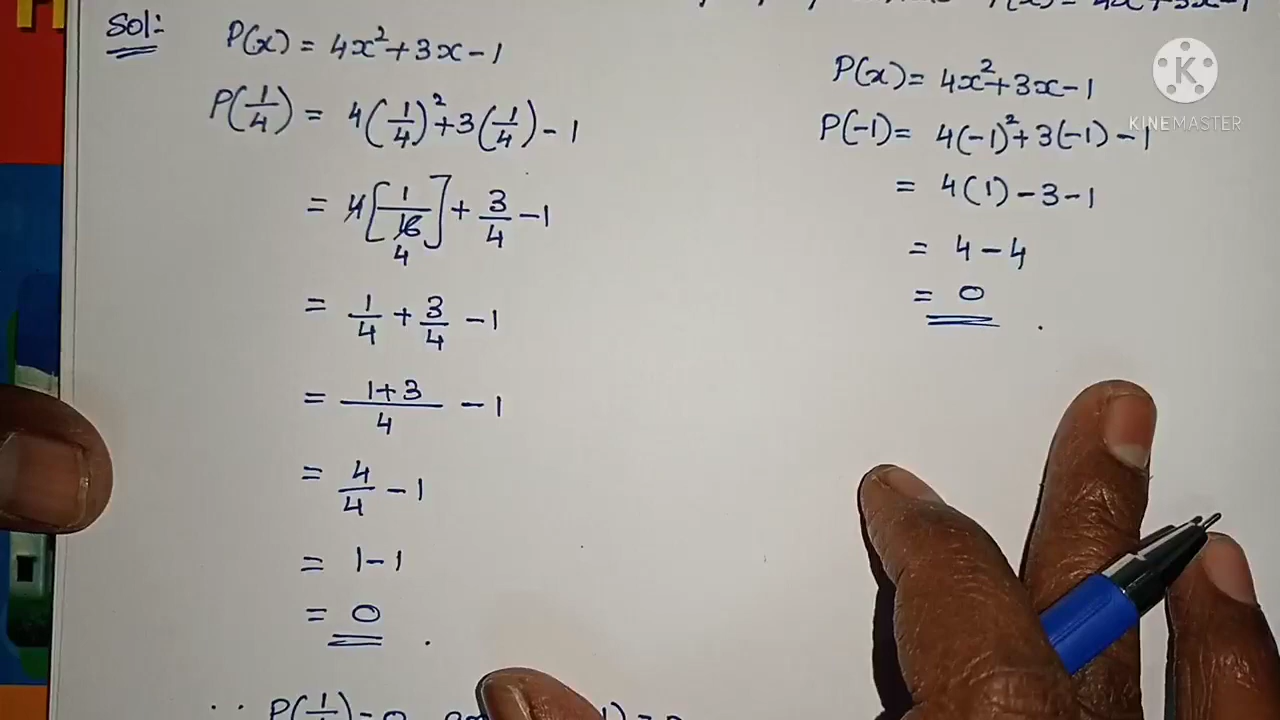 Sol:-
P(x) = 4x²+3x-1
P(1/4) = 4(1/4)²+3(1/4)-1
= 4[1/16]+3/4-1
4
= 1/4+3/4-1
= 1+3/4 -1
= 4/4-1
= 1-1
= 0
P(x) = 4x²+3x-1
P(-1) = 4(-1)²+3(-1)-1
= 4(1)-3-1
= 4-4
= 0
KINEMASTER